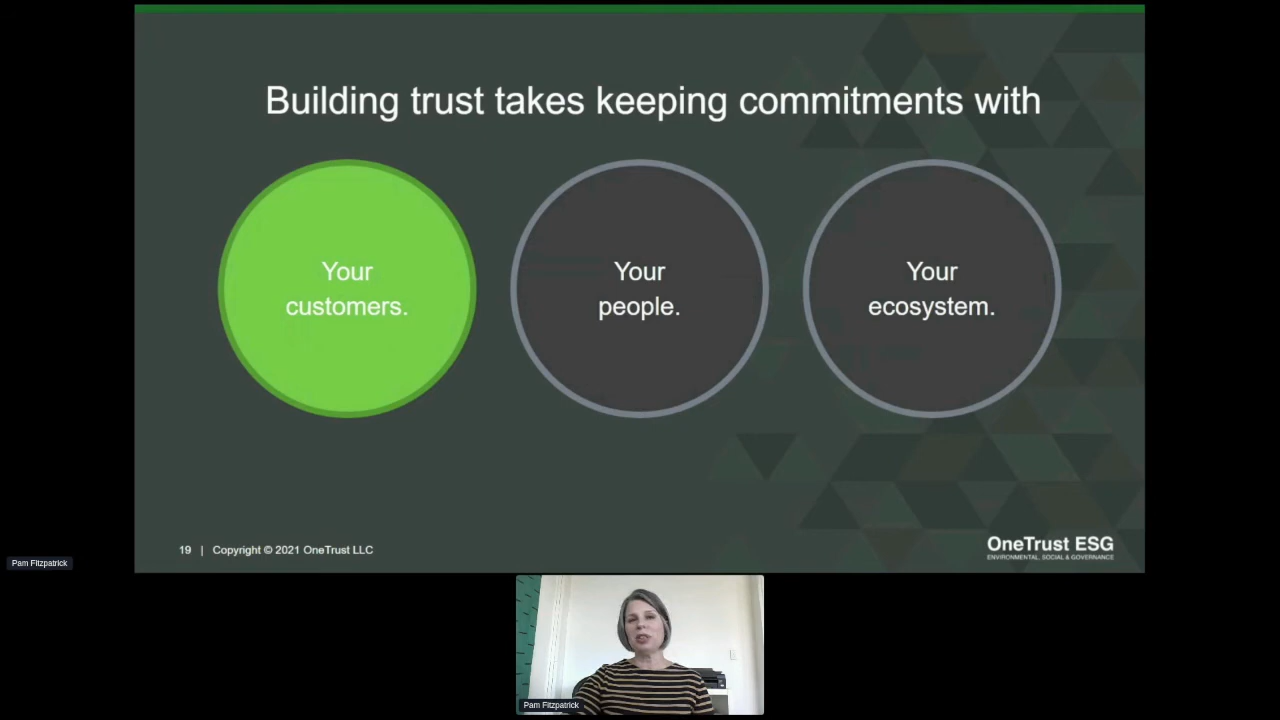 Building trust takes keeping commitments with
Your
customers.
Your
people.
Your
ecosystem.
19 | Copyright © 2021 OneTrust LLC
OneTrust ESG
ENVIRONMENTAL, SOCIAL & GOVERNANCE
Pam Fitzpatrick
Pam Fitzpatrick